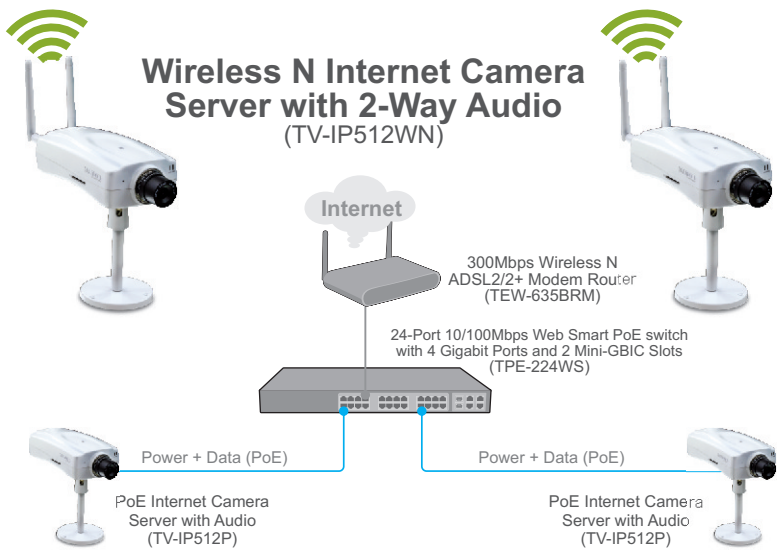 Wireless N Internet Camera
Server with 2-Way Audio
(TV-IP512WN)
Internet
300Mbps Wireless N
ADSL2/2+ Modem Router
(TEW-635BRM)
24-Port 10/100Mbps Web Smart PoE switch
with 4 Gigabit Ports and 2 Mini-GBIC Slots
(TPE-224WS)
Power + Data (PoE)
Power + Data (PoE)
PoE Internet Camera
Server with Audio
(TV-IP512P)
PoE Internet Camera
Server with Audio
(TV-IP512P)